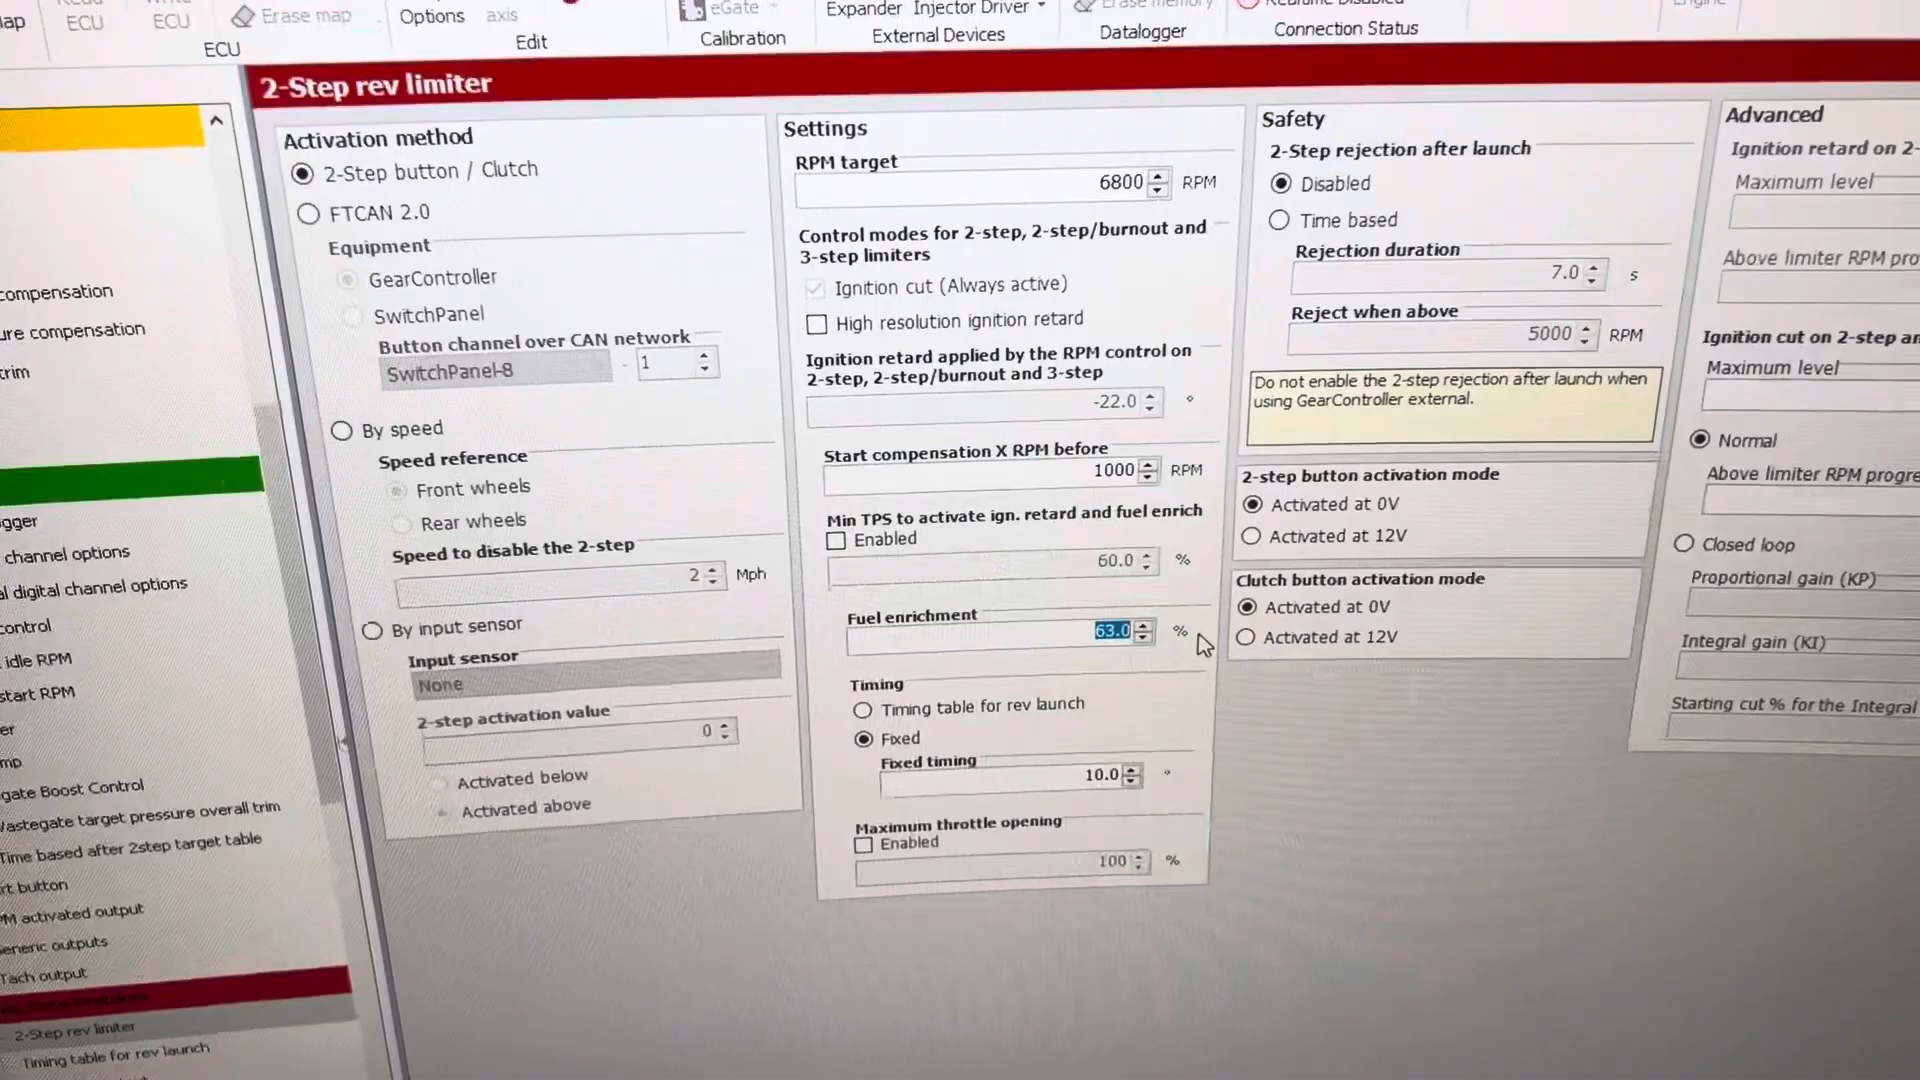 ECU
ECU
Erase map
ECU
Options
axis
Edit
eGate
Calibration
Expander
Injector Driver
External Devices
Erase memory
Datalogger
Realtime Disabled
Connection Status
Engine
2-Step rev limiter
compensation
ure compensation
trim
gger
channel options
al digital channel options
ontrol
idle RPM
start RPM
er
mp
gate Boost Control
Wastegate target pressure overall trim
Time based after 2step target table
rt button
PM activated output
Generic outputs
Tach output
2-Step rev limiter
Timing table for rev launch
Activation method
2-Step button / Clutch
FTCAN 2.0
Equipment
GearController
SwitchPanel
Button channel over CAN network
SwitchPanel-8 - 1
By speed
Speed reference
Front wheels
Rear wheels
Speed to disable the 2-step
2 Mph
By input sensor
Input sensor
None
2-step activation value
0
Activated below
Activated above
Settings
RPM target
6800 RPM
Control modes for 2-step, 2-step/burnout and
3-step limiters
Ignition cut (Always active)
High resolution ignition retard
Ignition retard applied by the RPM control on
2-step, 2-step/burnout and 3-step
-22.0 °
Start compensation X RPM before
1000 RPM
Min TPS to activate ign. retard and fuel enrich
Enabled
60.0 %
Fuel enrichment
63.0 %
Timing
Timing table for rev launch
Fixed
Fixed timing
10.0 °
Maximum throttle opening
Enabled
100 %
Safety
2-Step rejection after launch
Disabled
Time based
Rejection duration
7.0 s
Reject when above
5000 RPM
Do not enable the 2-step rejection after launch when
using GearController external.
2-step button activation mode
Activated at 0V
Activated at 12V
Clutch button activation mode
Activated at 0V
Activated at 12V
Advanced
Ignition retard on 2-
Maximum level
Above limiter RPM pro
Ignition cut on 2-step an
Maximum level
Normal
Above limiter RPM progre
Closed loop
Proportional gain (KP)
Integral gain (KI)
Starting cut % for the Integral